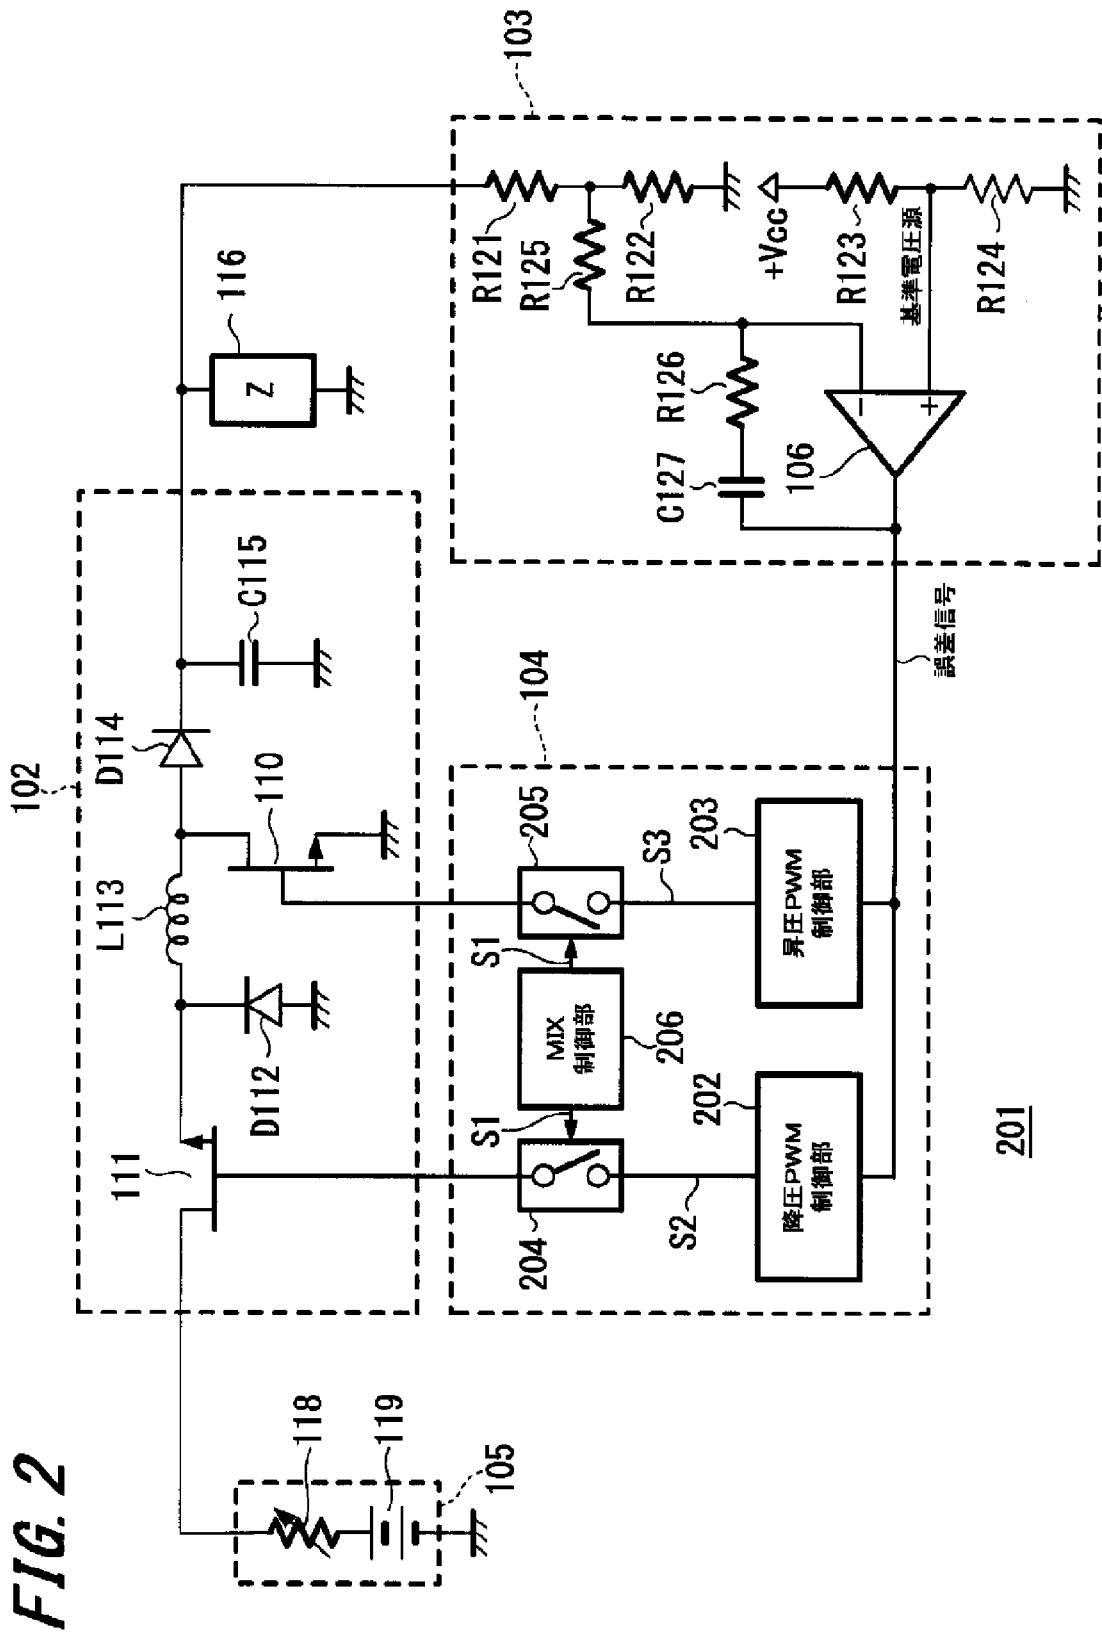 FIG. 2
102
D114
L113
110
C115
D112
111
116
Z
103
R121
R125
R122
+Vcc
R123
基準電圧源
R124
R126
C127
106
誤差信号
104
205
S3
203
昇圧PWM
制御部
S1
MIX
制御部
206
S1
204
S2
202
降圧PWM
制御部
118
119
105
201